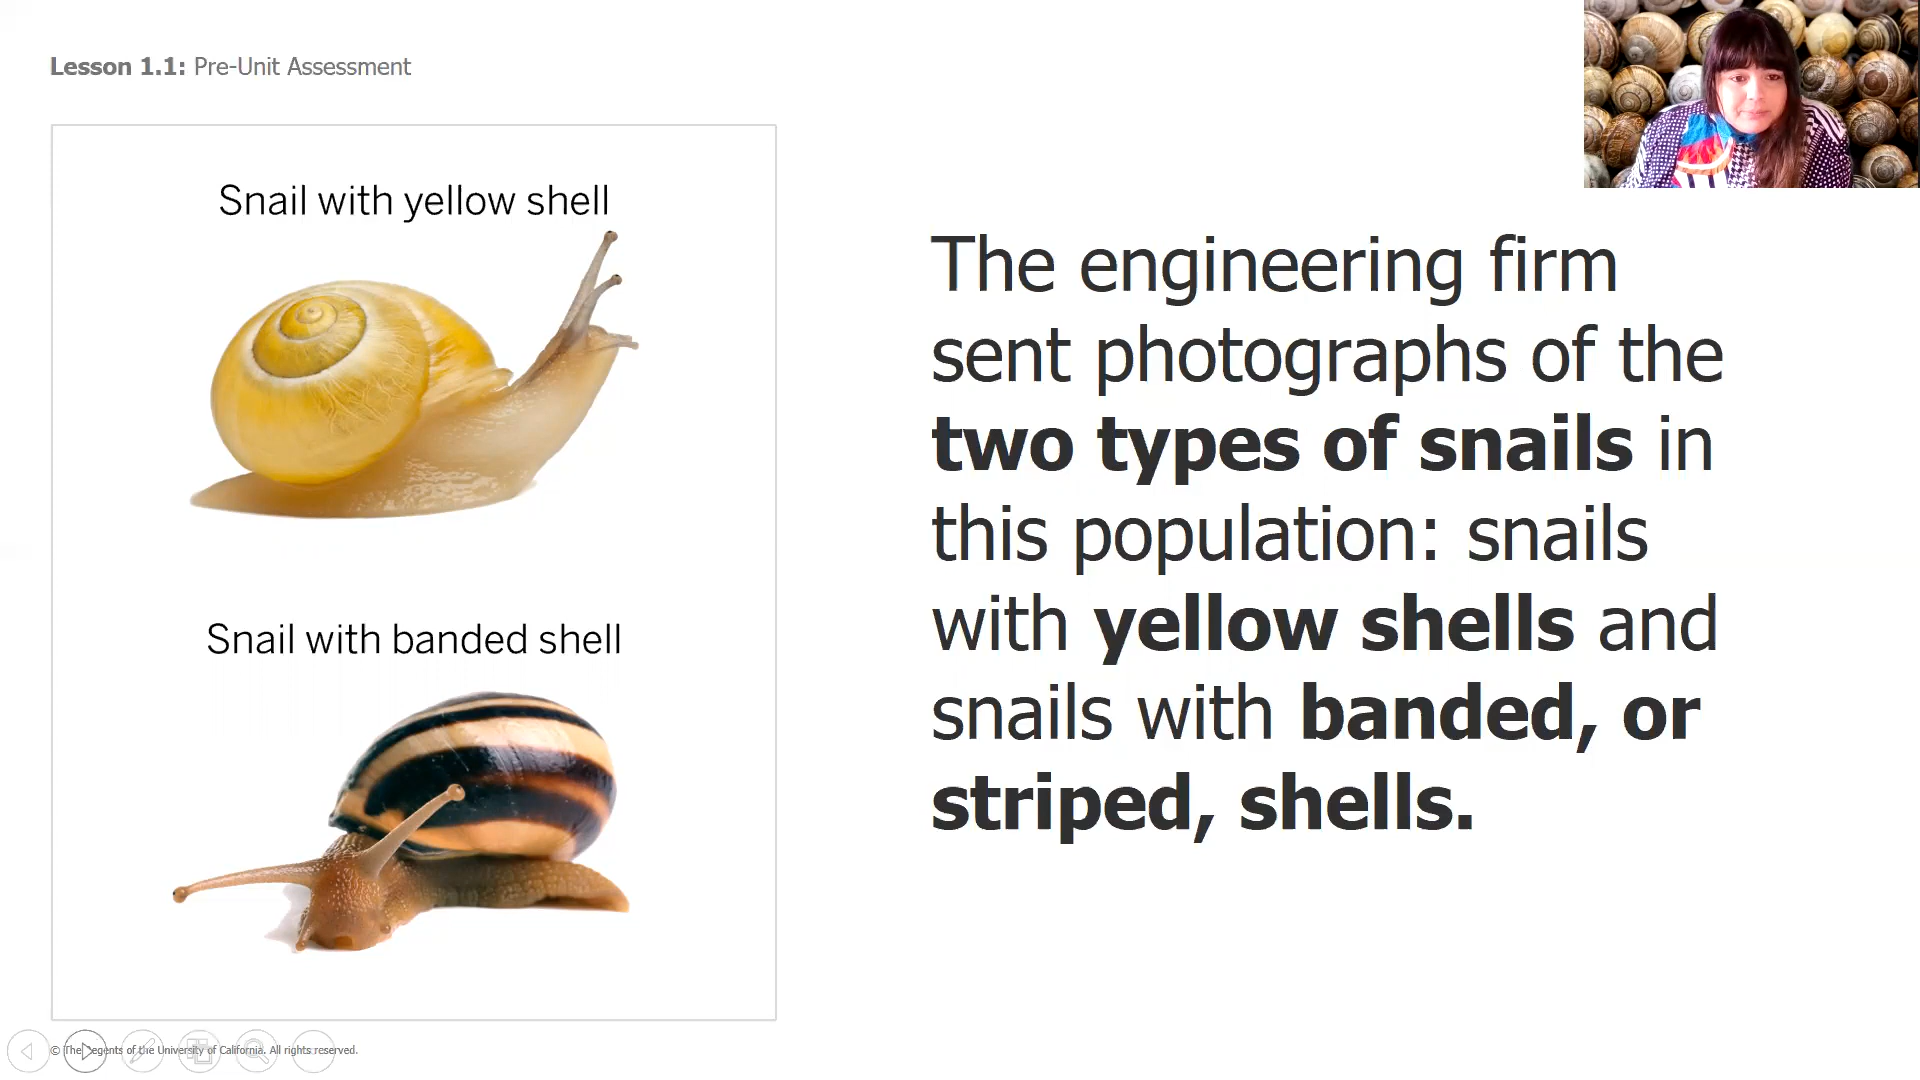 Lesson 1.1: Pre-Unit Assessment
Snail with yellow shell
Snail with banded shell
The engineering firm
sent photographs of the
two types of snails in
this population: snails
with yellow shells and
snails with banded, or
striped, shells.
© The Regents of the University of California. All rights reserved.